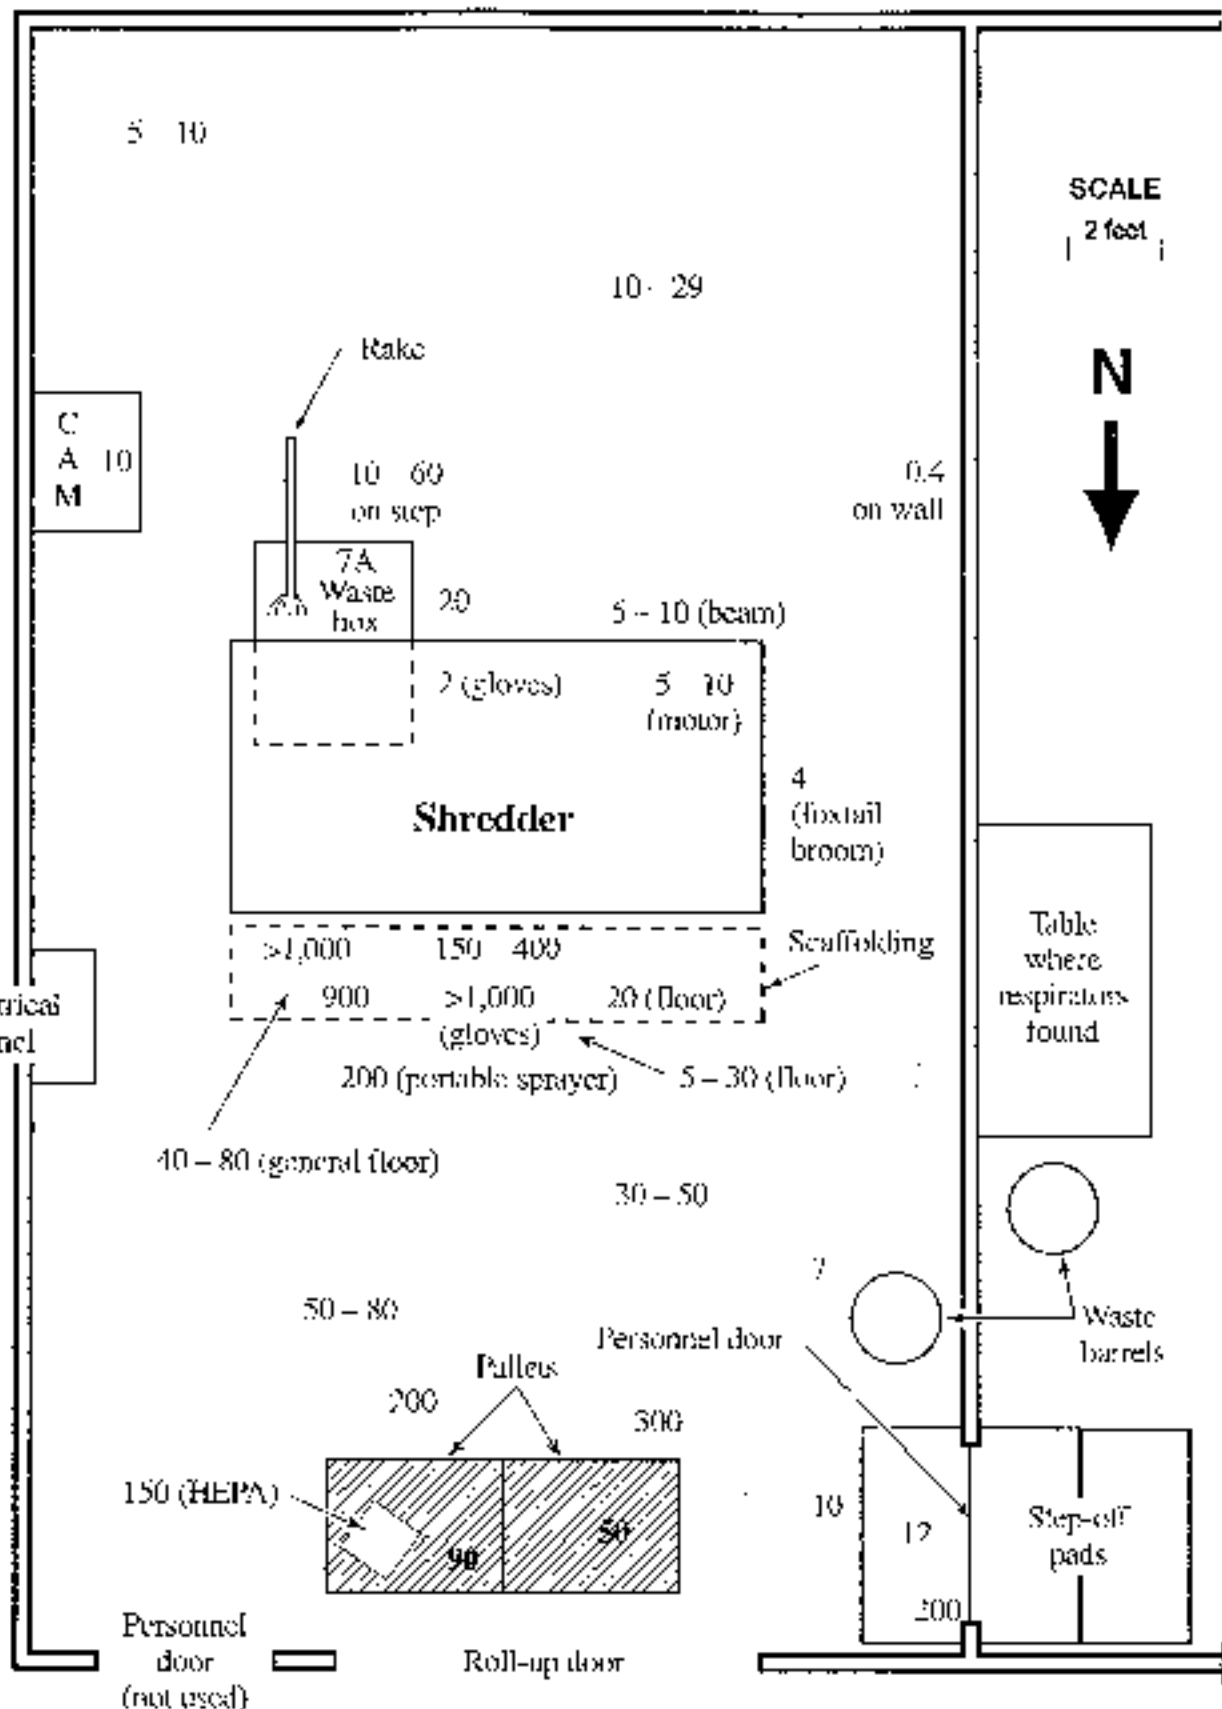 5 10
SCALE
2 feet
10 - 29
Rake
N
C
A 10
M
10 60
on step
0.4
on wall
7A
Waste
box
20
5 – 10 (beam)
2 (gloves)
5 10
(motor)
4
(foxtail
broom)
Shredder
Scaffolding
>1,000 150 400
900 >1,000 20 (floor)
(gloves)
Table
where
respirators
found
200 (portable sprayer)
5 – 30 (floor)
40 – 80 (general floor)
30 – 50
7
50 – 80
Personnel door
Waste
barrels
Pallets
200
300
150 (HEPA)
90
50
10
12
200
Step-off
pads
Personnel
door
(not used)
Roll-up door